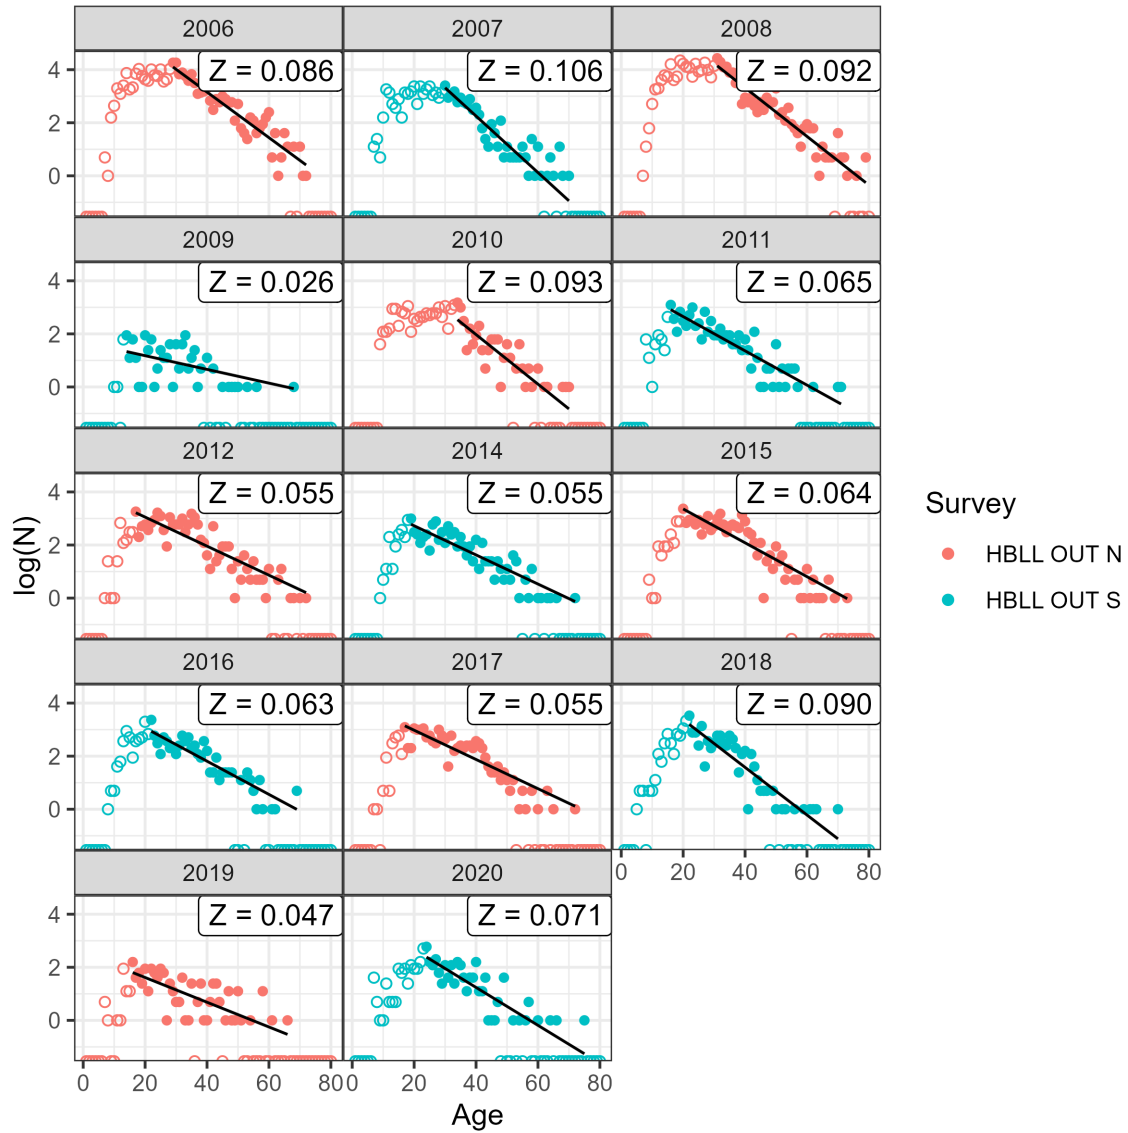 2006 2007 2008
Z = 0.086 Z = 0.106 Z = 0.092
4
2
0
2009 2010 2011
Z = 0.026 Z = 0.093 Z = 0.065
4
2
0
2012 2014 2015
Z = 0.055 Z = 0.055 Z = 0.064
4
2
0
2016 2017 2018
Z = 0.063 Z = 0.055 Z = 0.090
4
2
0
0 20 40 60 80
2019 2020
Z = 0.047 Z = 0.071
4
2
0
0 20 40 60 80 0 20 40 60 80
Age
log(N)
Survey
HBLL OUT N
HBLL OUT S